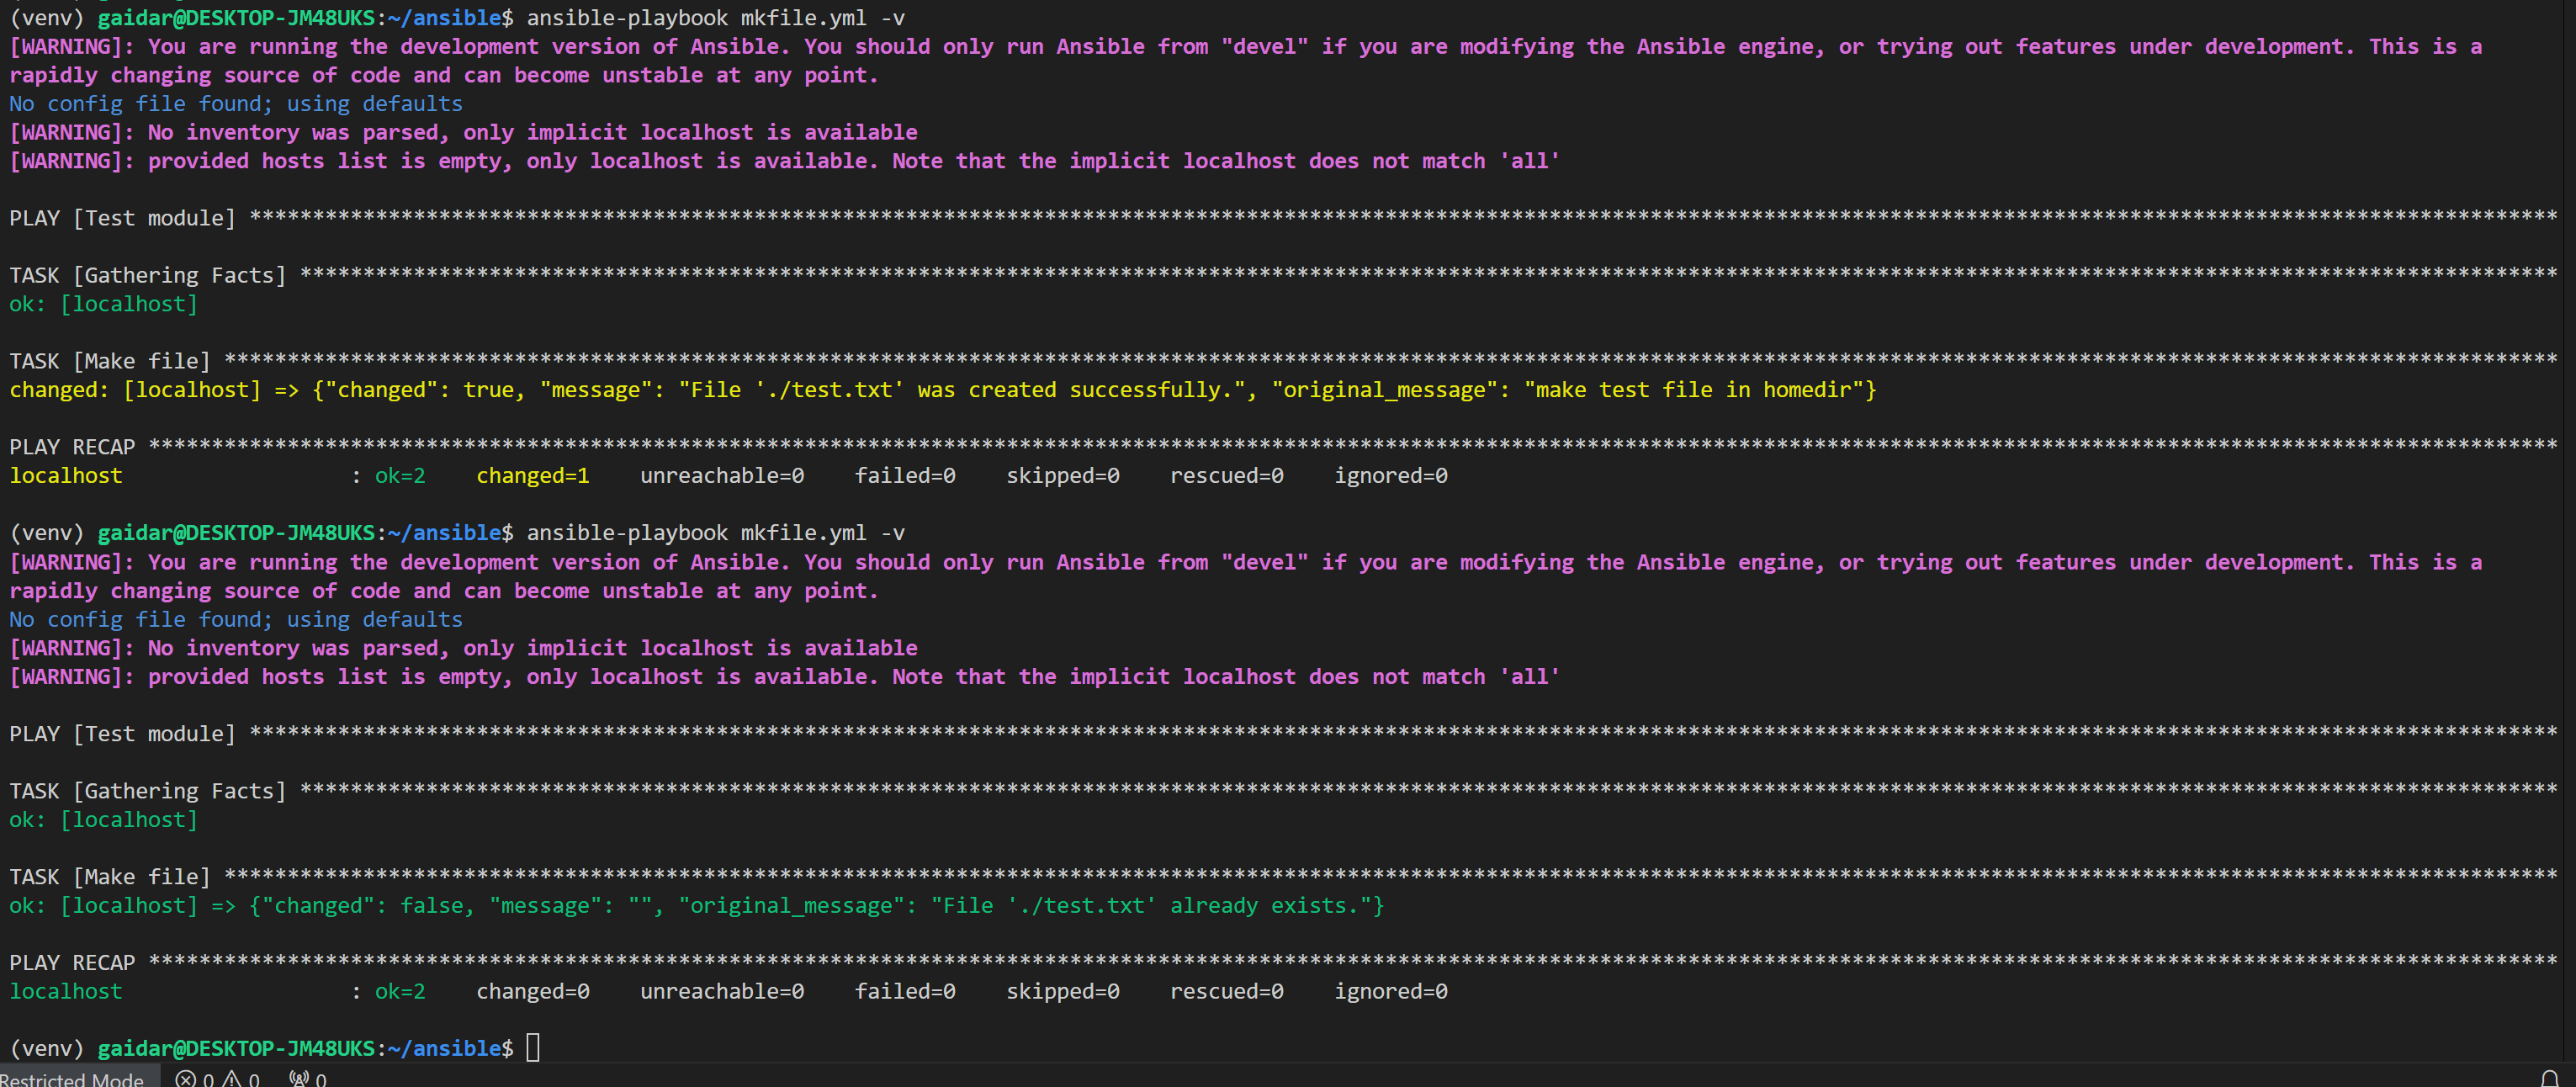 (venv) gaidar@DESKTOP-JM48UKS:~/ansible$ ansible-playbook mkfile.yml -v
[WARNING]: You are running the development version of Ansible. You should only run Ansible from "devel" if you are modifying the Ansible engine, or trying out features under development. This is a
rapidly changing source of code and can become unstable at any point.
No config file found; using defaults
[WARNING]: No inventory was parsed, only implicit localhost is available
[WARNING]: provided hosts list is empty, only localhost is available. Note that the implicit localhost does not match 'all'
PLAY [Test module] ***************************************************************************************************************************************************************************************
TASK [Gathering Facts] ***********************************************************************************************************************************************************************************
ok: [localhost]
TASK [Make file] *****************************************************************************************************************************************************************************************
changed: [localhost] => {"changed": true, "message": "File './test.txt' was created successfully.", "original_message": "make test file in homedir"}
PLAY RECAP ***********************************************************************************************************************************************************************************************
localhost                  : ok=2    changed=1    unreachable=0    failed=0    skipped=0    rescued=0    ignored=0
(venv) gaidar@DESKTOP-JM48UKS:~/ansible$ ansible-playbook mkfile.yml -v
[WARNING]: You are running the development version of Ansible. You should only run Ansible from "devel" if you are modifying the Ansible engine, or trying out features under development. This is a
rapidly changing source of code and can become unstable at any point.
No config file found; using defaults
[WARNING]: No inventory was parsed, only implicit localhost is available
[WARNING]: provided hosts list is empty, only localhost is available. Note that the implicit localhost does not match 'all'
PLAY [Test module] ***************************************************************************************************************************************************************************************
TASK [Gathering Facts] ***********************************************************************************************************************************************************************************
ok: [localhost]
TASK [Make file] *****************************************************************************************************************************************************************************************
ok: [localhost] => {"changed": false, "message": "", "original_message": "File './test.txt' already exists."}
PLAY RECAP ***********************************************************************************************************************************************************************************************
localhost                  : ok=2    changed=0    unreachable=0    failed=0    skipped=0    rescued=0    ignored=0
(venv) gaidar@DESKTOP-JM48UKS:~/ansible$
Restricted Mode 0 0 0